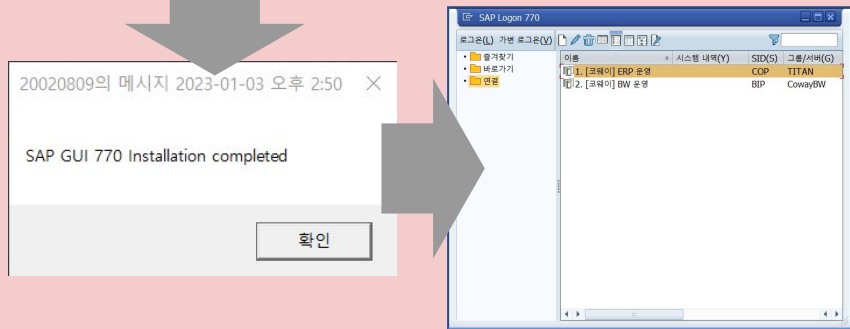 20020809의 메시지 2023-01-03 오후 2:50
SAP GUI 770 Installation completed
확인
SAP Logon 770
로그온(L) 가변 로그온(V)
즐겨찾기
바로가기
연결
이름 시스템 내역(Y) SID(S) 그룹/서버(G)
1. [코웨이] ERP 운영 COP TITAN
2. [코웨이] BW 운영 BIP CowayBW